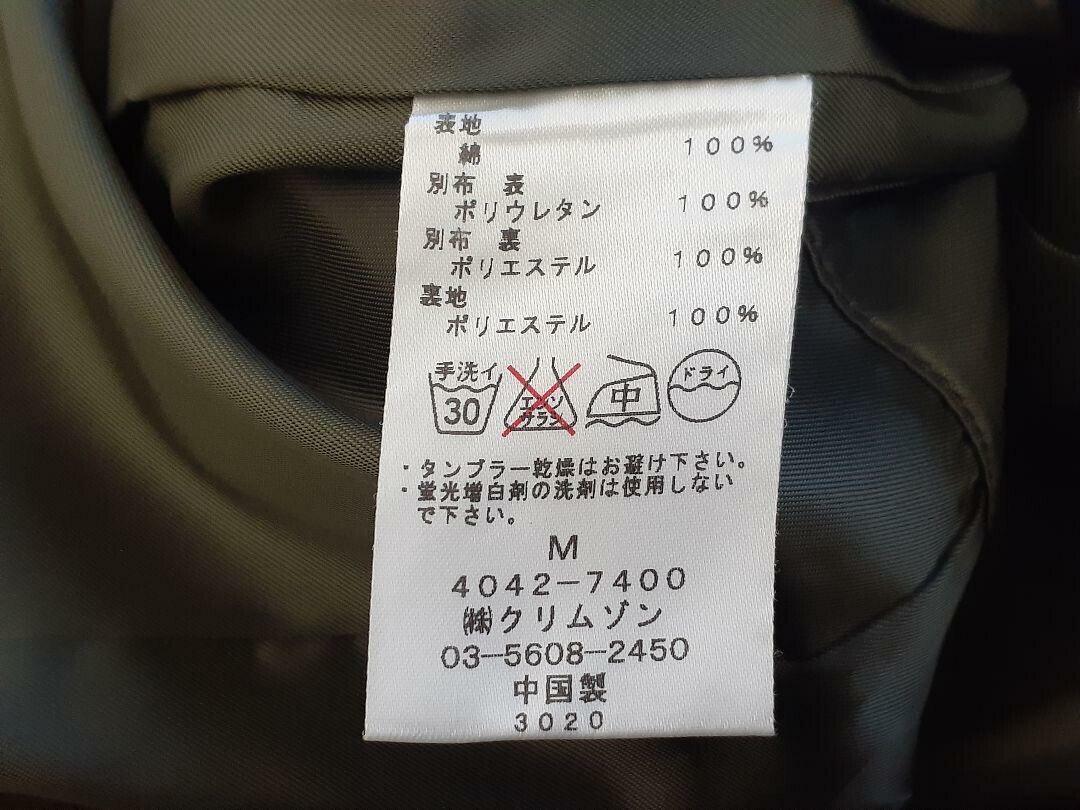 表地
綿 100%
別布 表
ポリウレタン 100%
別布 裏
ポリエステル 100%
裏地
ポリエステル 100%
手洗イ
30
エンソ
サラシ
中
ドライ
・タンブラー乾燥はお避け下さい。
・蛍光増白剤の洗剤は使用しない
で下さい。
M
4042-7400
㈱クリムゾン
03-5608-2450
中国製
3020